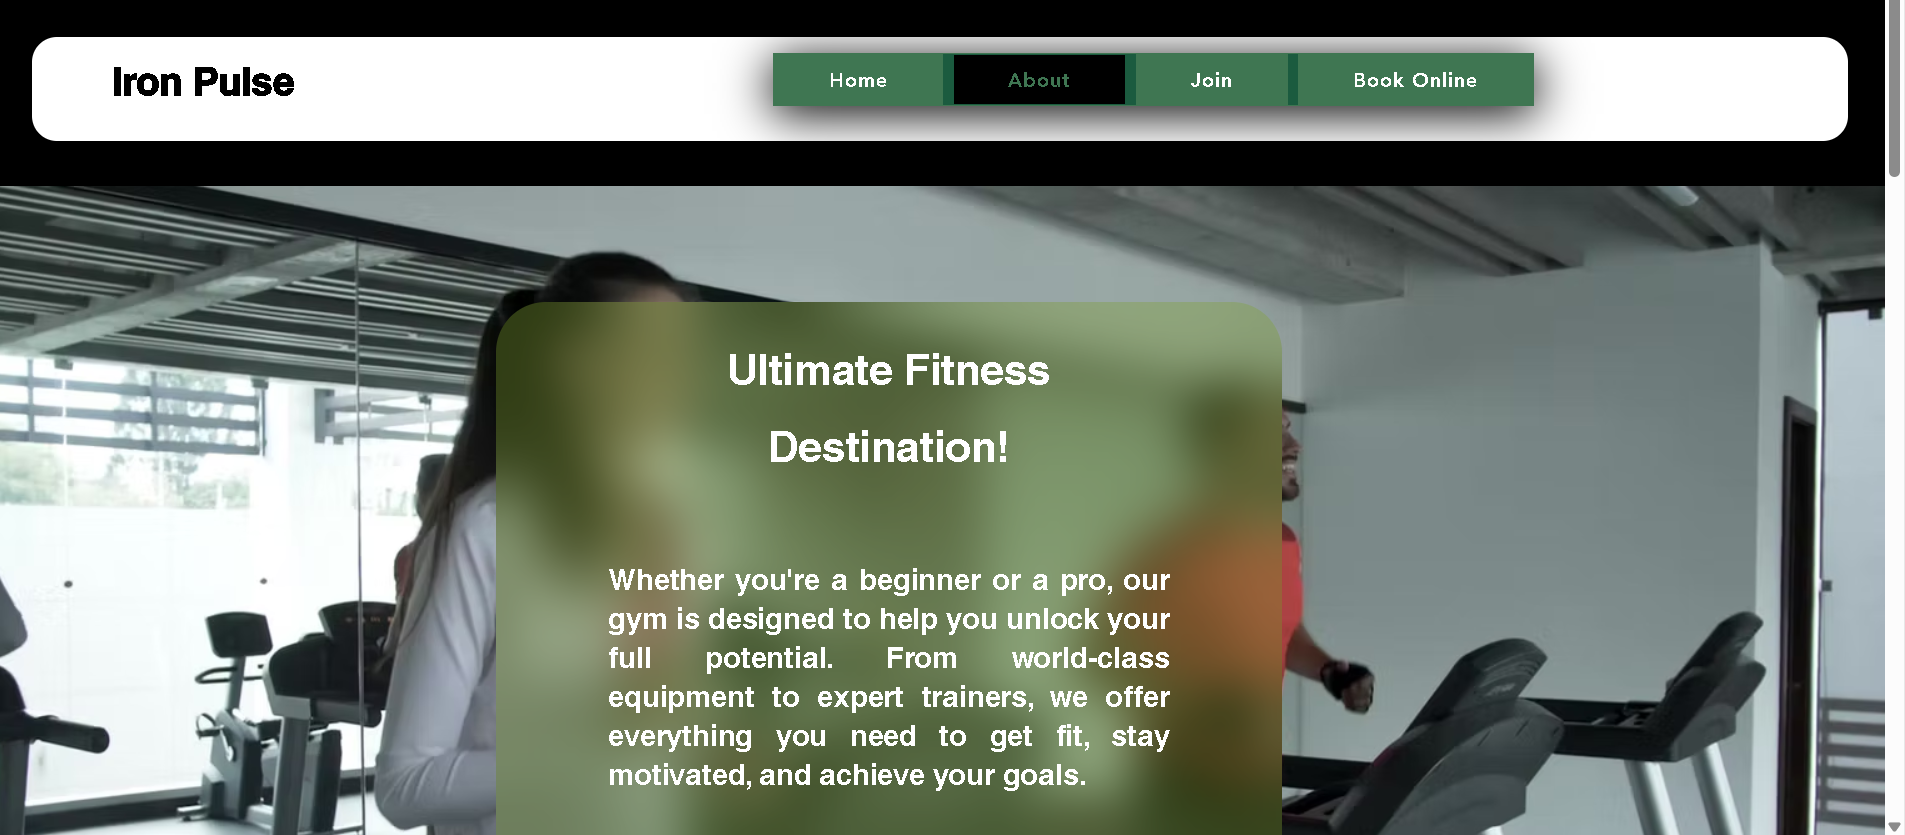 Iron Pulse
Home
About
Join
Book Online
Ultimate Fitness
Destination!
Whether you're a beginner or a pro, our
gym is designed to help you unlock your
full potential. From world-class
equipment to expert trainers, we offer
everything you need to get fit, stay
motivated, and achieve your goals.